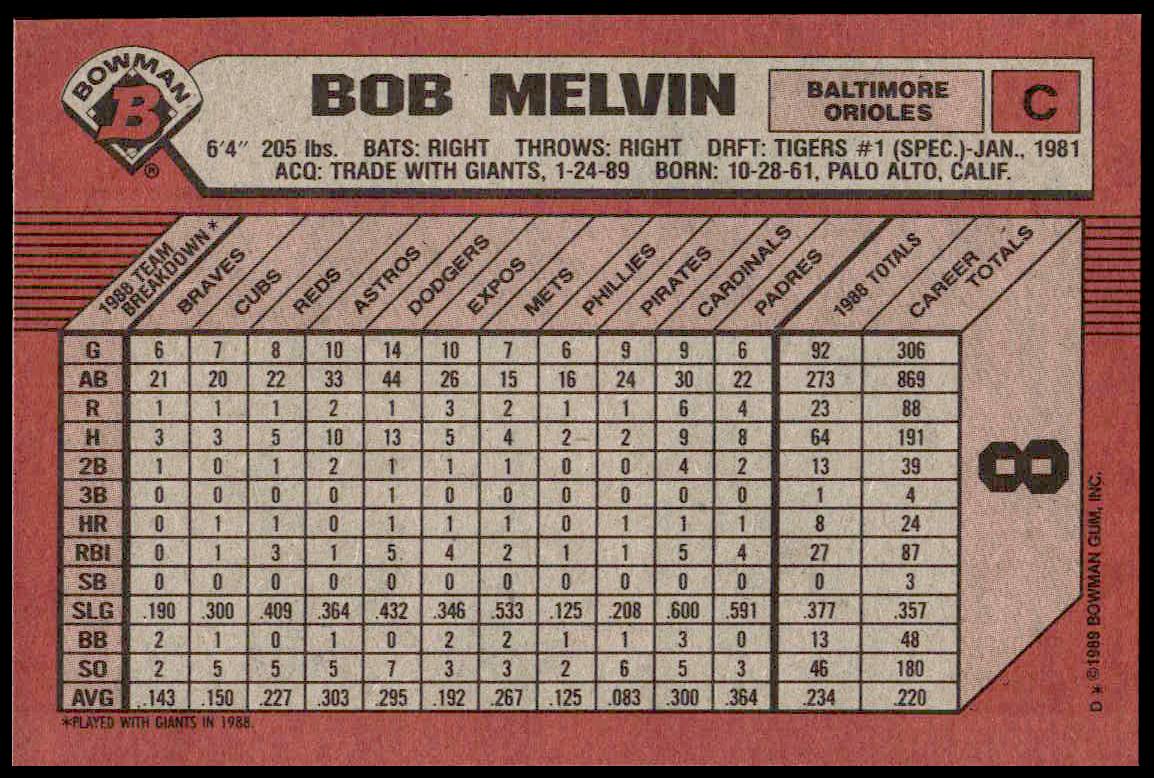 BOWMAN
B
®
BOB MELVIN
BALTIMORE
ORIOLES
C
6'4" 205 lbs. BATS: RIGHT THROWS: RIGHT DRFT: TIGERS #1 (SPEC.)-JAN., 1981
ACQ: TRADE WITH GIANTS, 1-24-89 BORN: 10-28-61, PALO ALTO, CALIF.
1988 TEAM
BREAKDOWN*
BRAVES
CUBS
REDS
ASTROS
DODGERS
EXPOS
METS
PHILLIES
PIRATES
CARDINALS
PADRES
1988 TOTALS
CAREER
TOTALS
G 6 7 8 10 14 10 7 6 9 9 6 92 306
AB 21 20 22 33 44 26 15 16 24 30 22 273 869
R 1 1 1 2 1 3 2 1 1 6 4 23 88
H 3 3 5 10 13 5 4 2 2 9 8 64 191
2B 1 0 1 2 1 1 1 0 0 4 2 13 39
3B 0 0 0 0 1 0 0 0 0 0 0 1 4
HR 0 1 1 0 1 1 1 0 1 1 1 8 24
RBI 0 1 3 1 5 4 2 1 1 5 4 27 87
SB 0 0 0 0 0 0 0 0 0 0 0 0 3
SLG .190 .300 .409 .364 .432 .346 .533 .125 .208 .600 .591 .377 .357
BB 2 1 0 1 0 2 2 1 1 3 0 13 48
SO 2 5 5 5 7 3 3 2 6 5 3 46 180
AVG .143 .150 .227 .303 .295 .192 .267 .125 .083 .300 .364 .234 .220
8
*PLAYED WITH GIANTS IN 1988.
D * ©1989 BOWMAN GUM, INC.